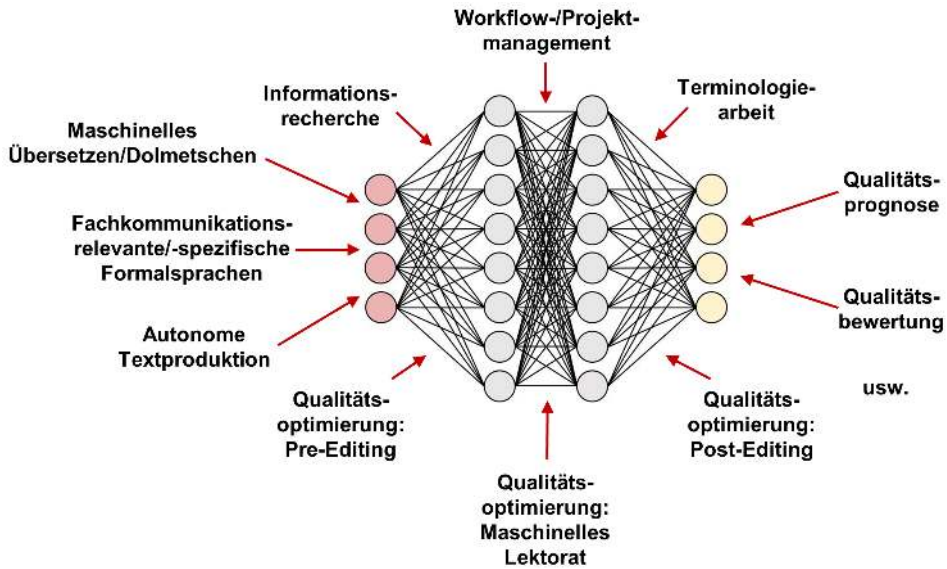 Workflow-/Projekt-
management
Informations-
recherche
Terminologie-
arbeit
Maschinelles
Übersetzen/Dolmetschen
Qualitäts-
prognose
Fachkommunikations-
relevante/-spezifische
Formalsprachen
Qualitäts-
bewertung
Autonome
Textproduktion
usw.
Qualitäts-
optimierung:
Pre-Editing
Qualitäts-
optimierung:
Post-Editing
Qualitäts-
optimierung:
Maschinelles
Lektorat